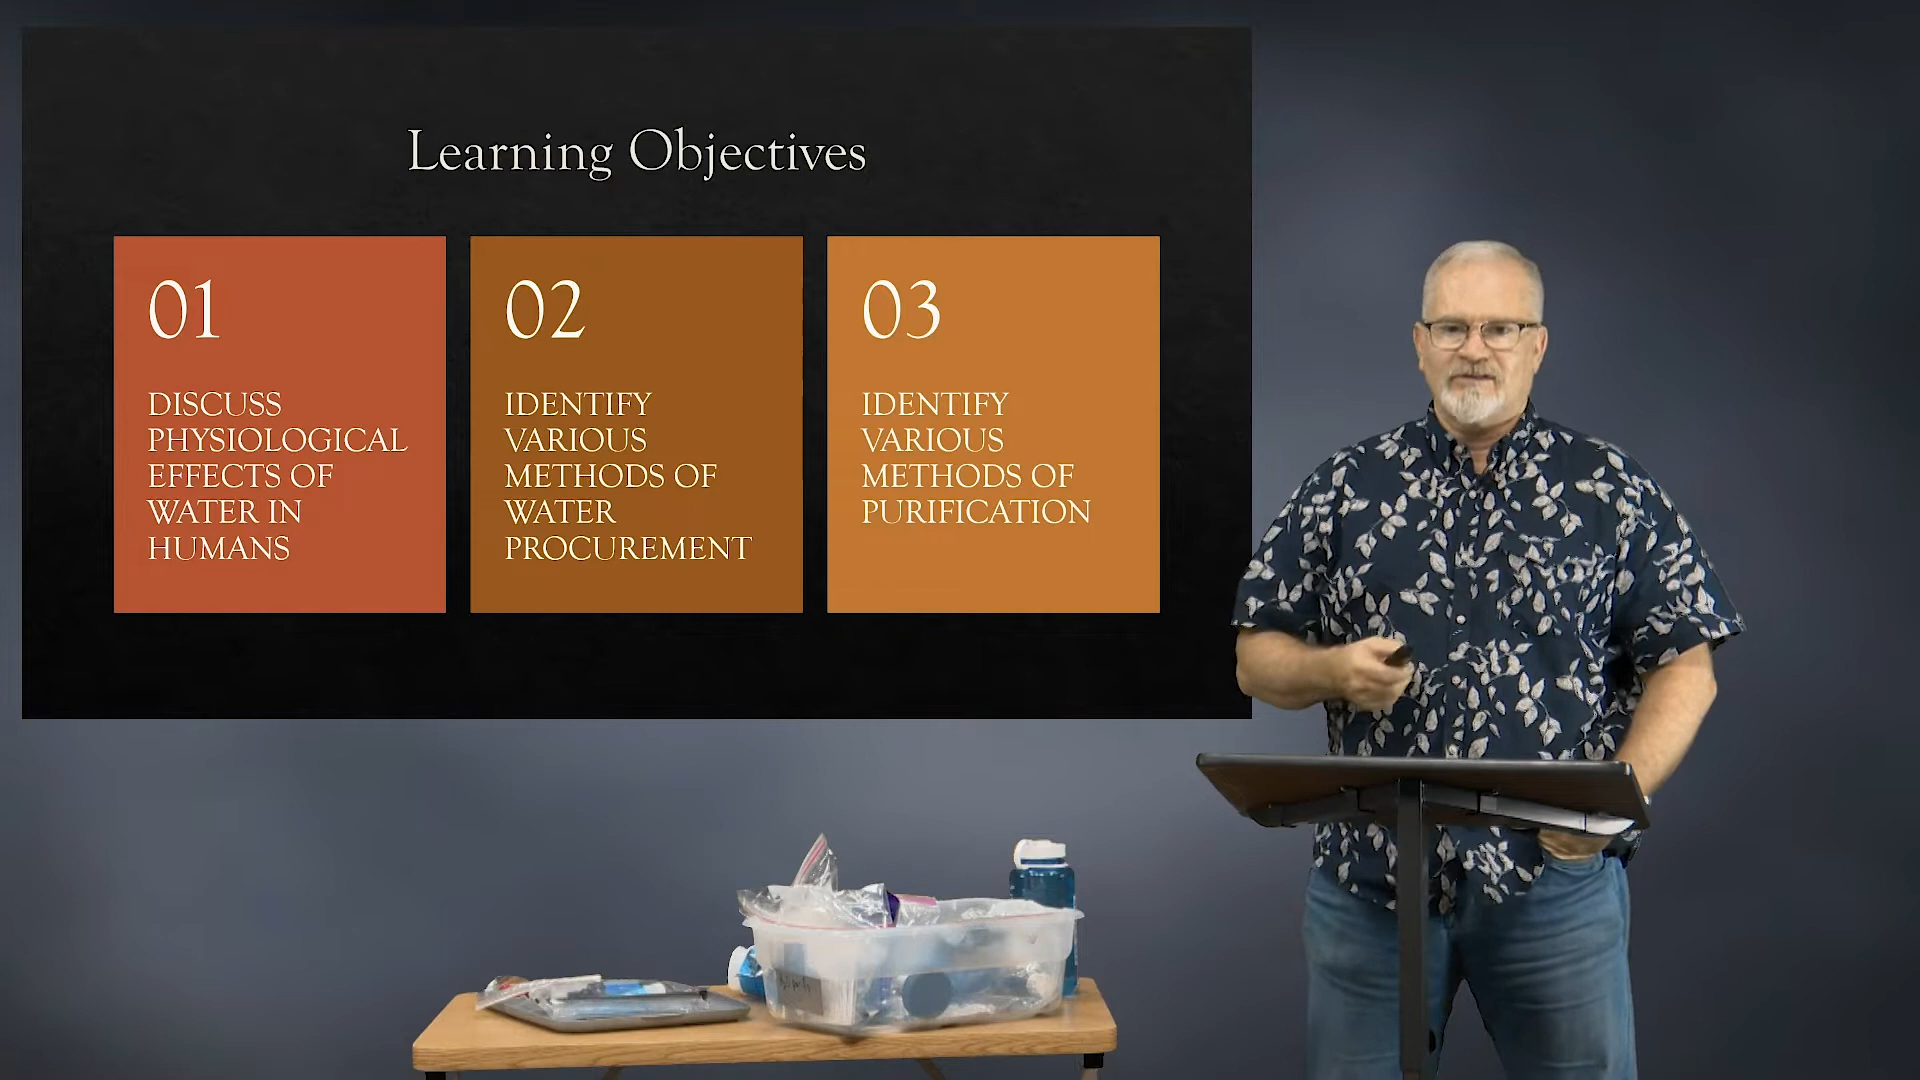 Learning Objectives
01
DISCUSS
PHYSIOLOGICAL
EFFECTS OF
WATER IN
HUMANS
02
IDENTIFY
VARIOUS
METHODS OF
WATER
PROCUREMENT
03
IDENTIFY
VARIOUS
METHODS OF
PURIFICATION